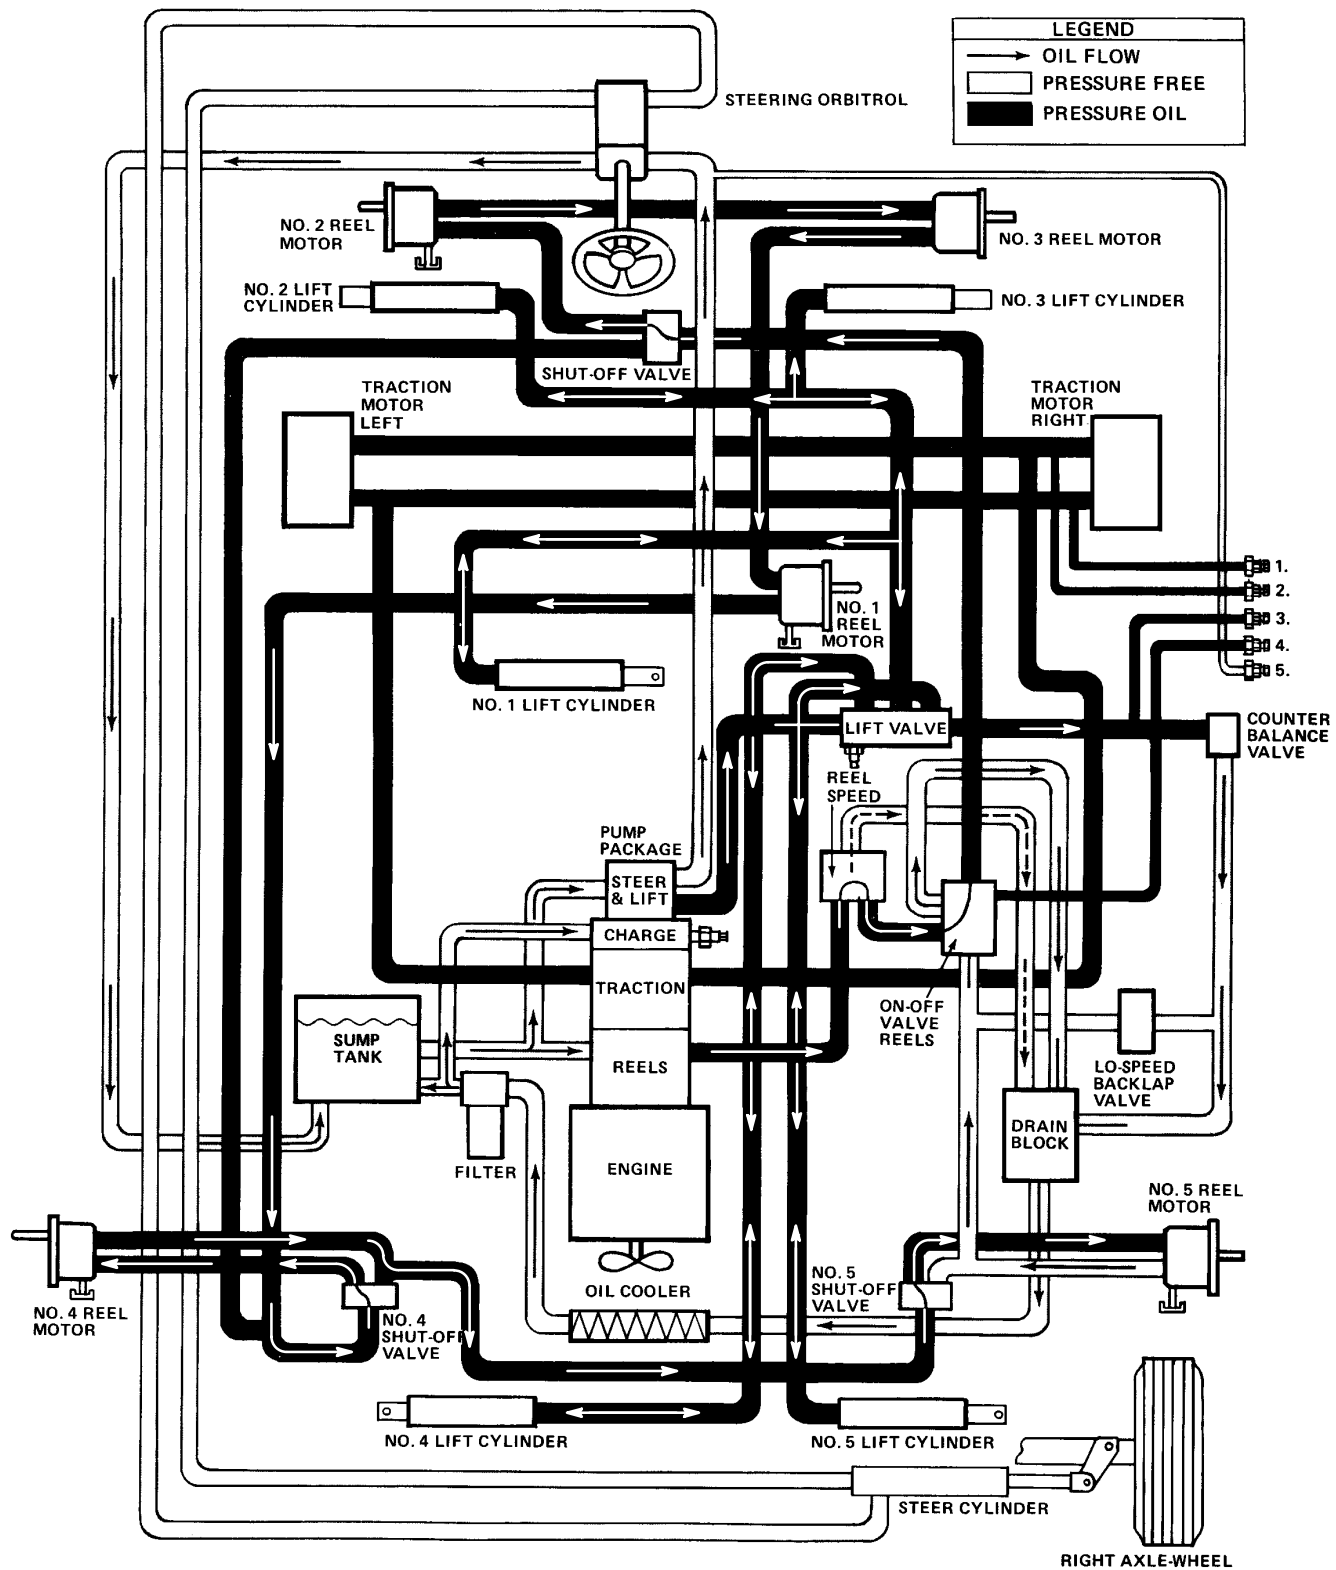 LEGEND
OIL FLOW
PRESSURE FREE
PRESSURE OIL
STEERING ORBITROL
NO. 2 REEL
MOTOR
NO. 3 REEL MOTOR
NO. 2 LIFT
CYLINDER
NO. 3 LIFT CYLINDER
SHUT-OFF VALVE
TRACTION
MOTOR
LEFT
TRACTION
MOTOR
RIGHT
1.
2.
3.
4.
5.
NO. 1
REEL
MOTOR
NO. 1 LIFT CYLINDER
LIFT VALVE
COUNTER
BALANCE
VALVE
REEL
SPEED
PUMP
PACKAGE
STEER
& LIFT
CHARGE
TRACTION
REELS
ON-OFF
VALVE
REELS
SUMP
TANK
LO-SPEED
BACKLAP
VALVE
DRAIN
BLOCK
FILTER
ENGINE
NO. 5 REEL
MOTOR
OIL COOLER
NO. 5
SHUT-OFF
VALVE
NO. 4 REEL
MOTOR
NO. 4
SHUT-OFF
VALVE
NO. 4 LIFT CYLINDER
NO. 5 LIFT CYLINDER
STEER CYLINDER
RIGHT AXLE-WHEEL